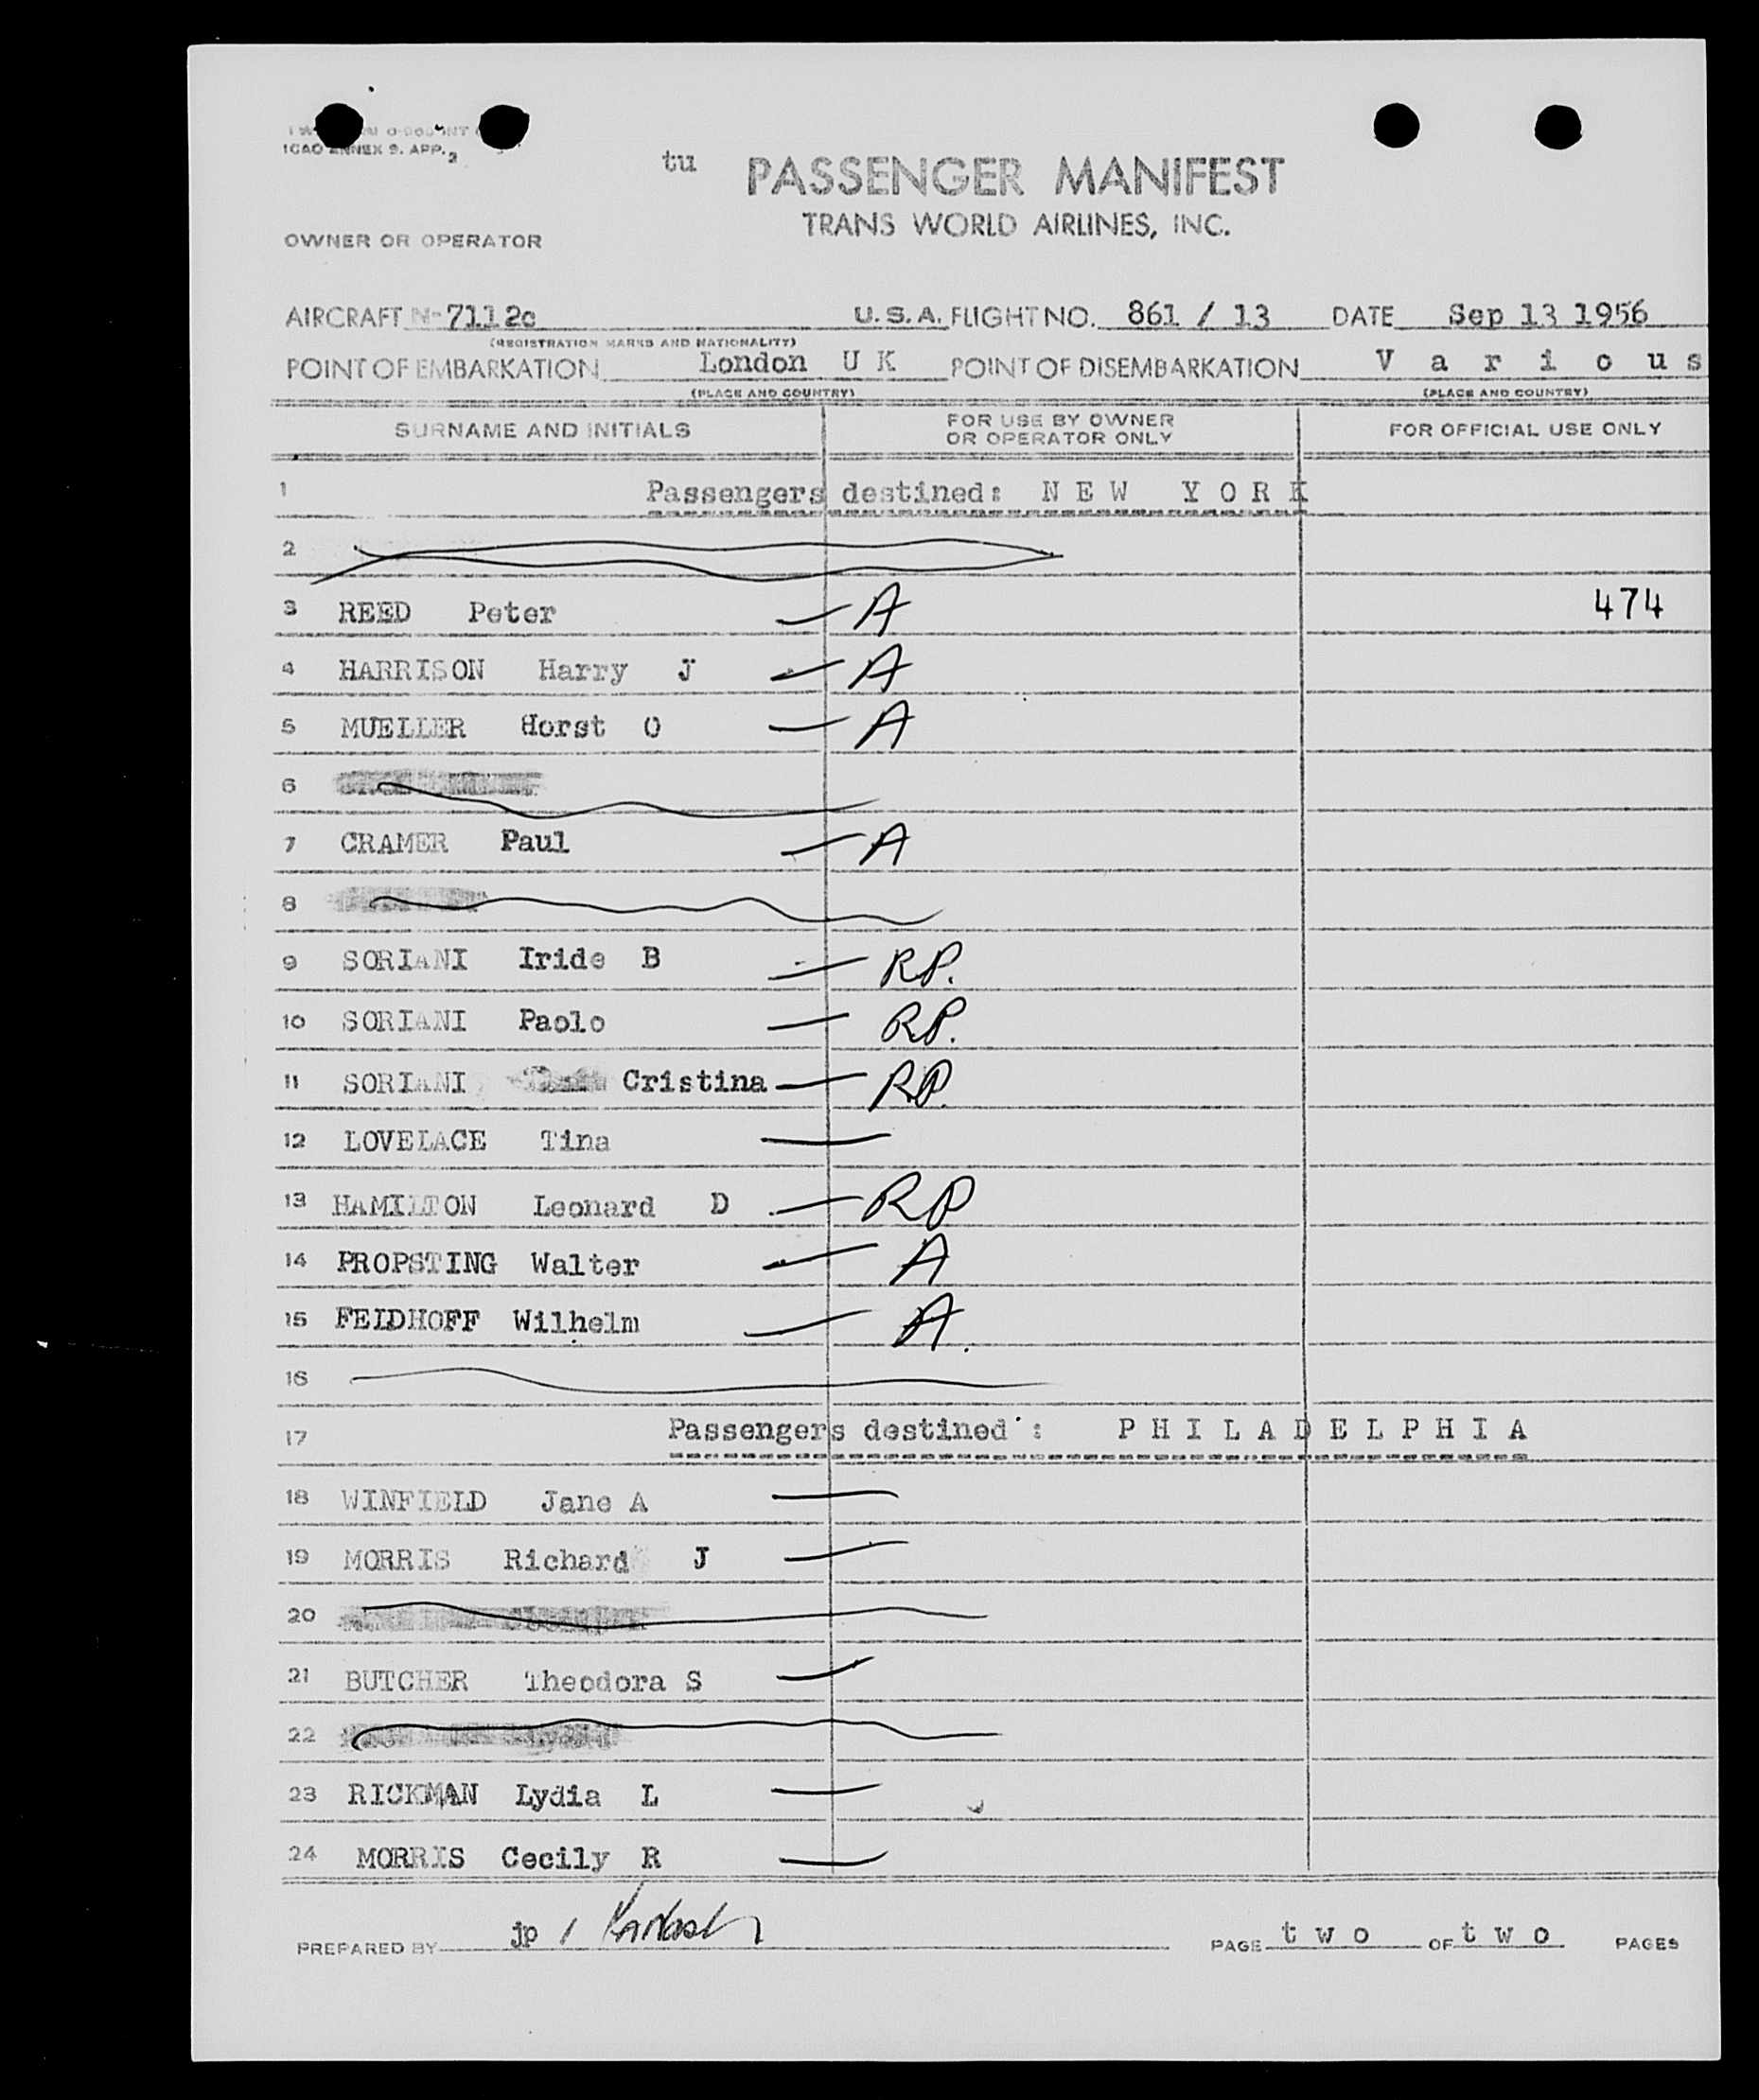 ICAO ANNEX 9. APP. 2
tu PASSENGER MANIFEST
TRANS WORLD AIRLINES, INC.
OWNER OR OPERATOR
AIRCRAFT N-7112c U.S.A. FLIGHT NO. 861 / 13 DATE Sep 13 1956
(REGISTRATION MARKS AND NATIONALITY)
POINT OF EMBARKATION London U K POINT OF DISEMBARKATION V a r i o u s
(PLACE AND COUNTRY) (PLACE AND COUNTRY)
SURNAME AND INITIALS FOR USE BY OWNER OR OPERATOR ONLY FOR OFFICIAL USE ONLY
1 Passengers destined: N E W Y O R K
2
3 REED Peter — A 474
4 HARRISON Harry J — A
5 MUELLER Horst O — A
6
7 CRAMER Paul — A
8
9 SORIANI Iride B — RP.
10 SORIANI Paolo — RP.
11 SORIANI Cristina — RP.
12 LOVELACE Tina —
13 HAMILTON Leonard D — RP
14 PROPSTING Walter — A
15 FEIDHOFF Wilhelm — A.
16
17 Passengers destined : P H I L A D E L P H I A
18 WINFIELD Jane A —
19 MORRIS Richard J —
20
21 BUTCHER Theodora S —
22
23 RICKMAN Lydia L —
24 MORRIS Cecily R —
PREPARED BY jp / PAGE t w o OF t w o PAGES